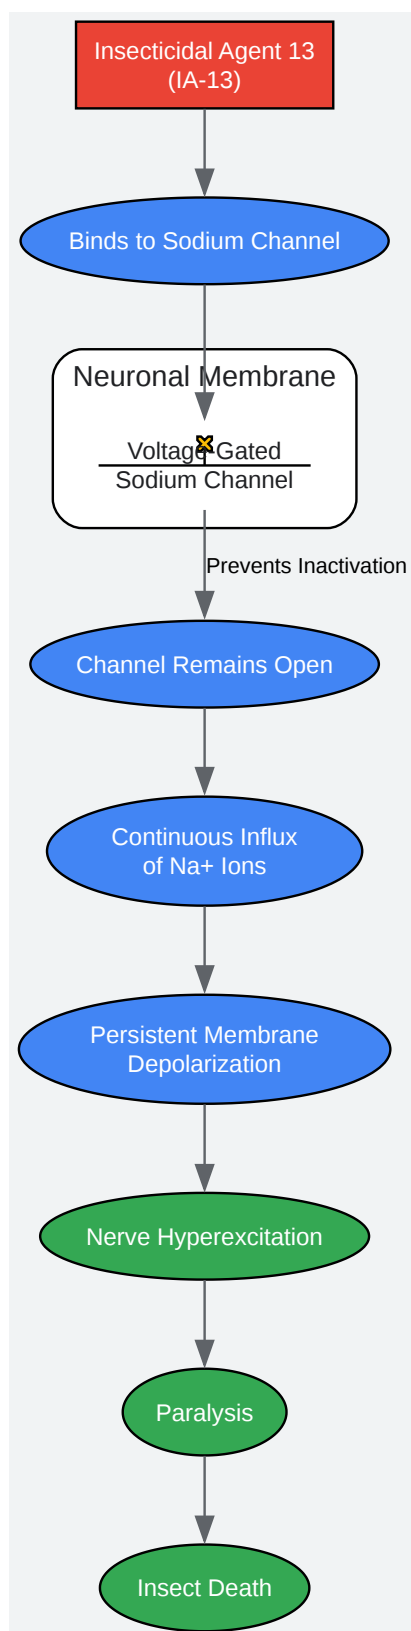 Insecticidal Agent 13
(IA-13)
Binds to Sodium Channel
Neuronal Membrane
Voltage-Gated
Sodium Channel
Prevents Inactivation
Channel Remains Open
Continuous Influx
of Na+ Ions
Persistent Membrane
Depolarization
Nerve Hyperexcitation
Paralysis
Insect Death